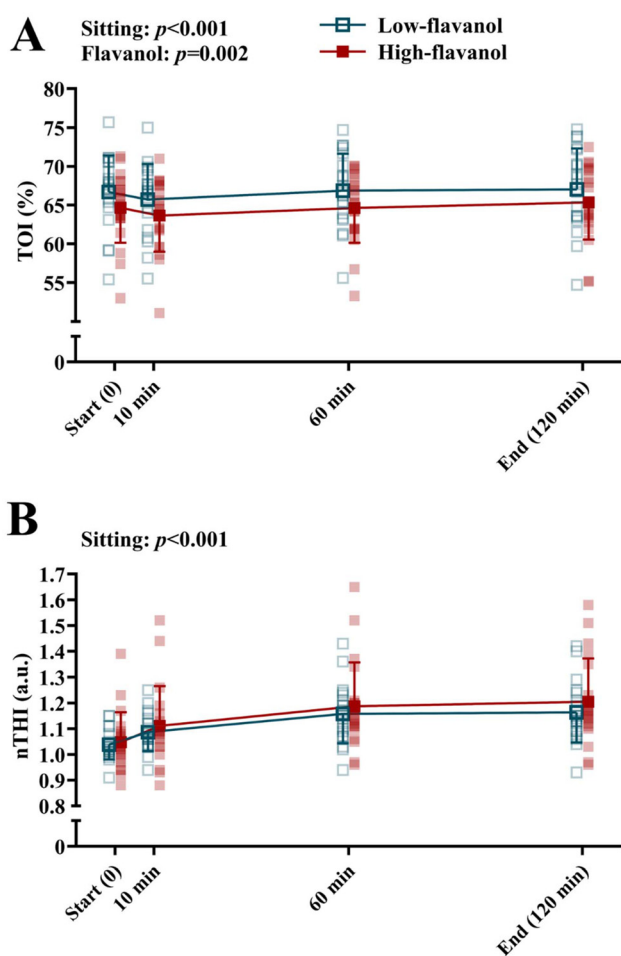 A
Sitting: p<0.001
Flavanol: p=0.002
Low-flavanol
High-flavanol
TOI (%)
80
75
70
65
60
55
0
Start (0)
10 min
60 min
End (120 min)
B
Sitting: p<0.001
nTHI (a.u.)
1.7
1.6
1.5
1.4
1.3
1.2
1.1
1.0
0.9
0.8
0
Start (0)
10 min
60 min
End (120 min)